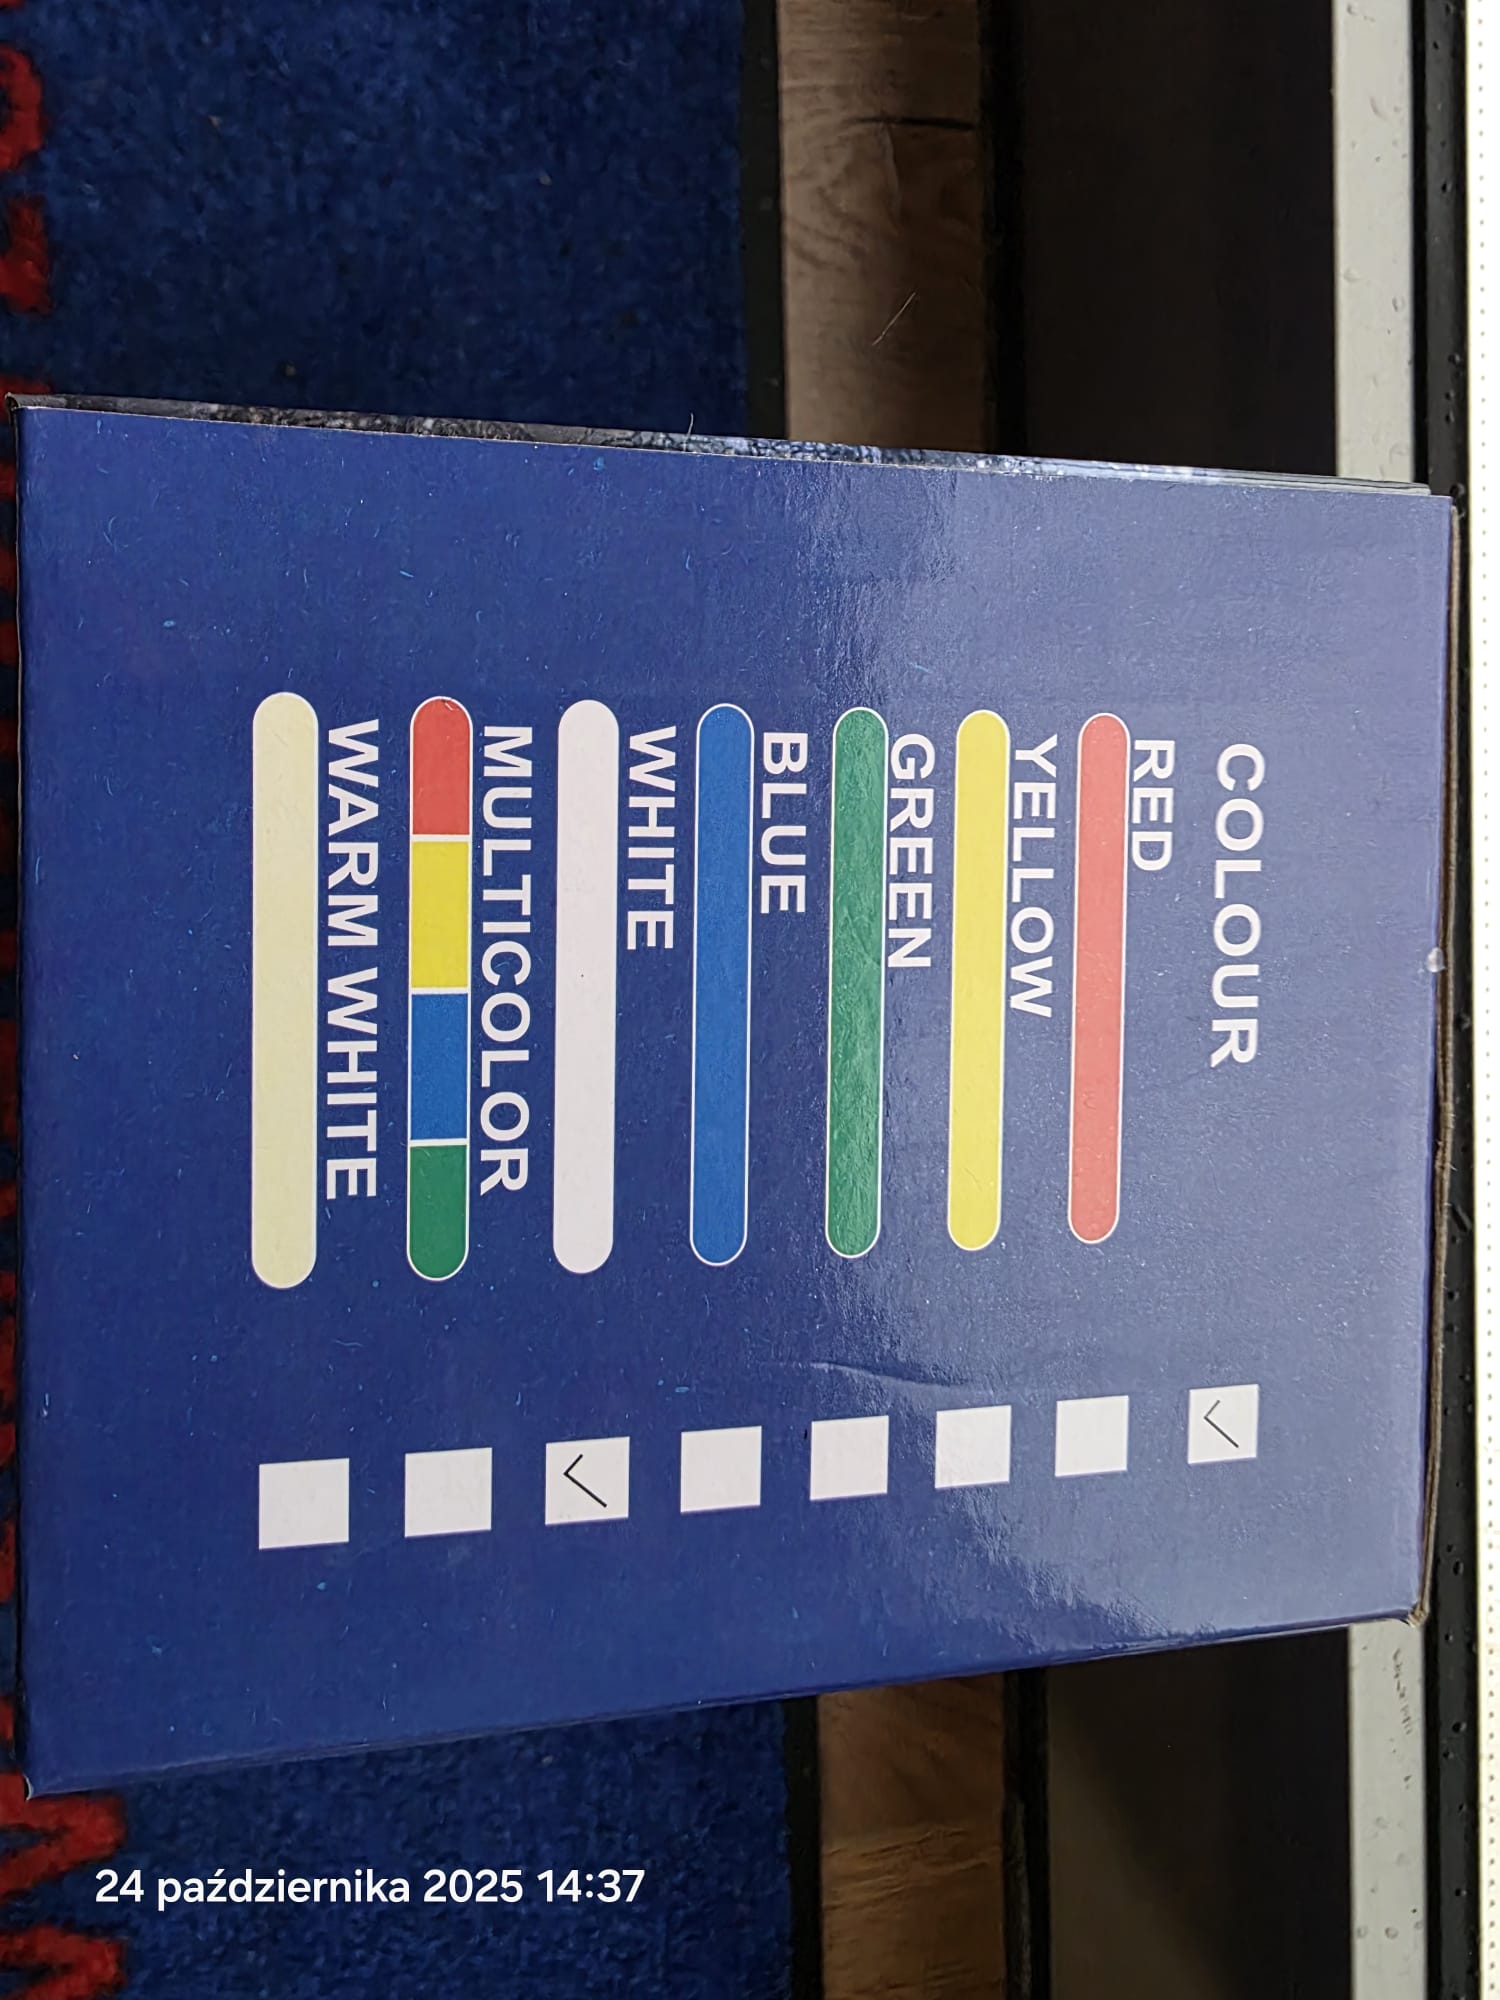 COLOUR
RED
YELLOW
GREEN
BLUE
WHITE
MULTICOLOR
WARM WHITE
24 października 2025 14:37